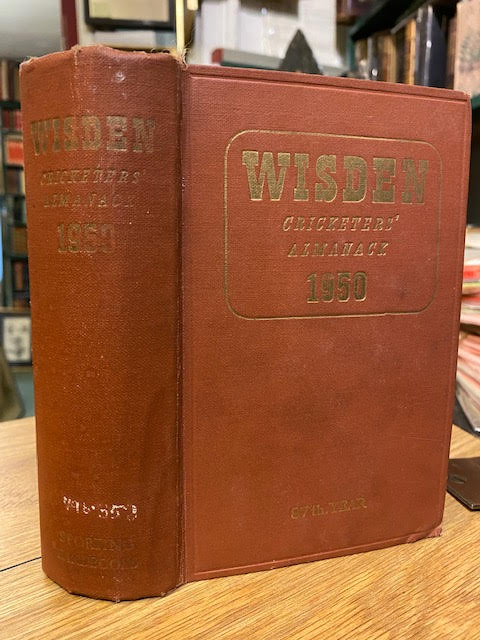 WISDEN
CRICKETERS'
ALMANACK
1950
SPORTING
WISDEN
CRICKETERS'
ALMANACK
1950
87th. YEAR